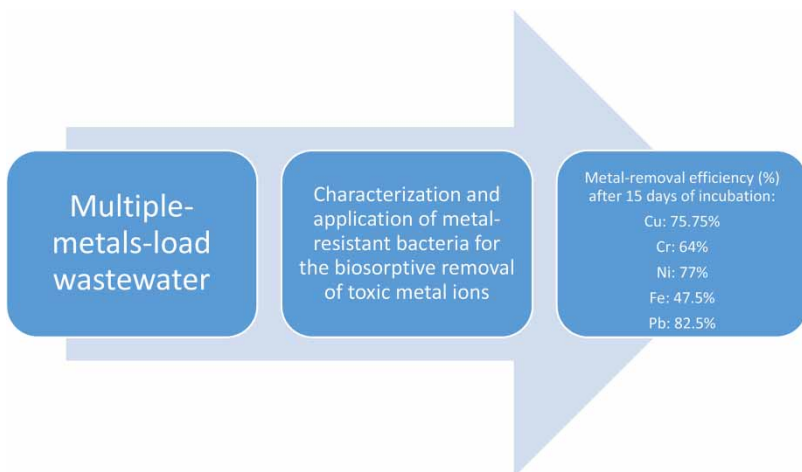 Multiple-
metals-load
wastewater
Characterization and
application of metal-
resistant bacteria for
the biosorptive removal
of toxic metal ions
Metal-removal efficiency (%)
after 15 days of incubation:
Cu: 75.75%
Cr: 64%
Ni: 77%
Fe: 47.5%
Pb: 82.5%